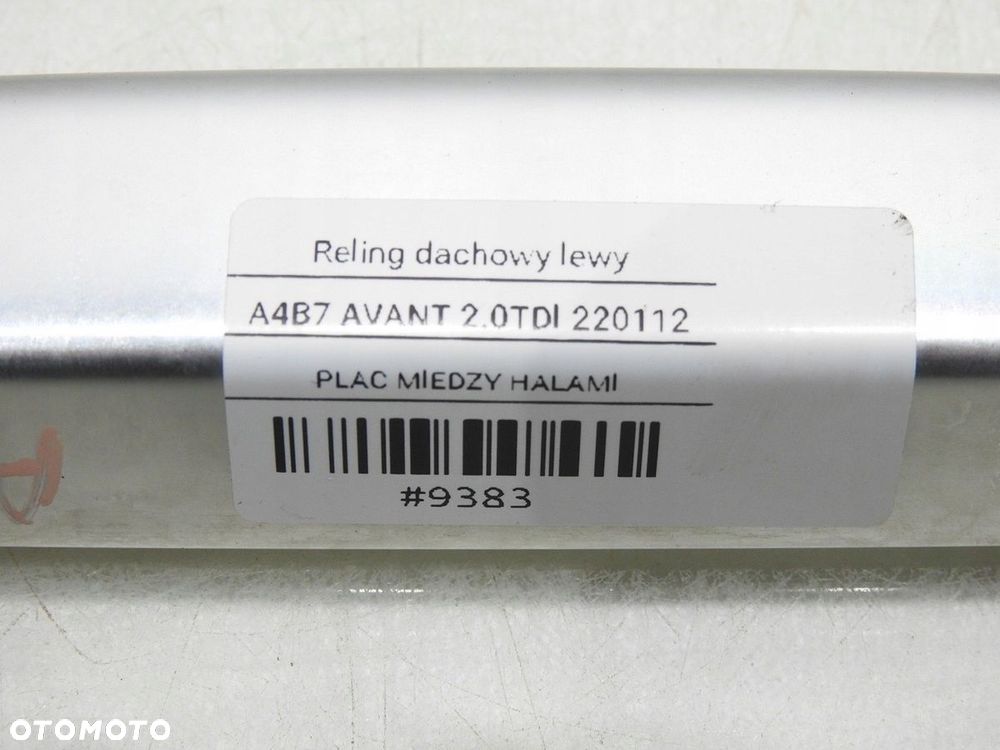 Reling dachowy lewy
A4B7 AVANT 2.0TDI 220112
PLAC MIEDZY HALAMI
#9383
OTOMOTO